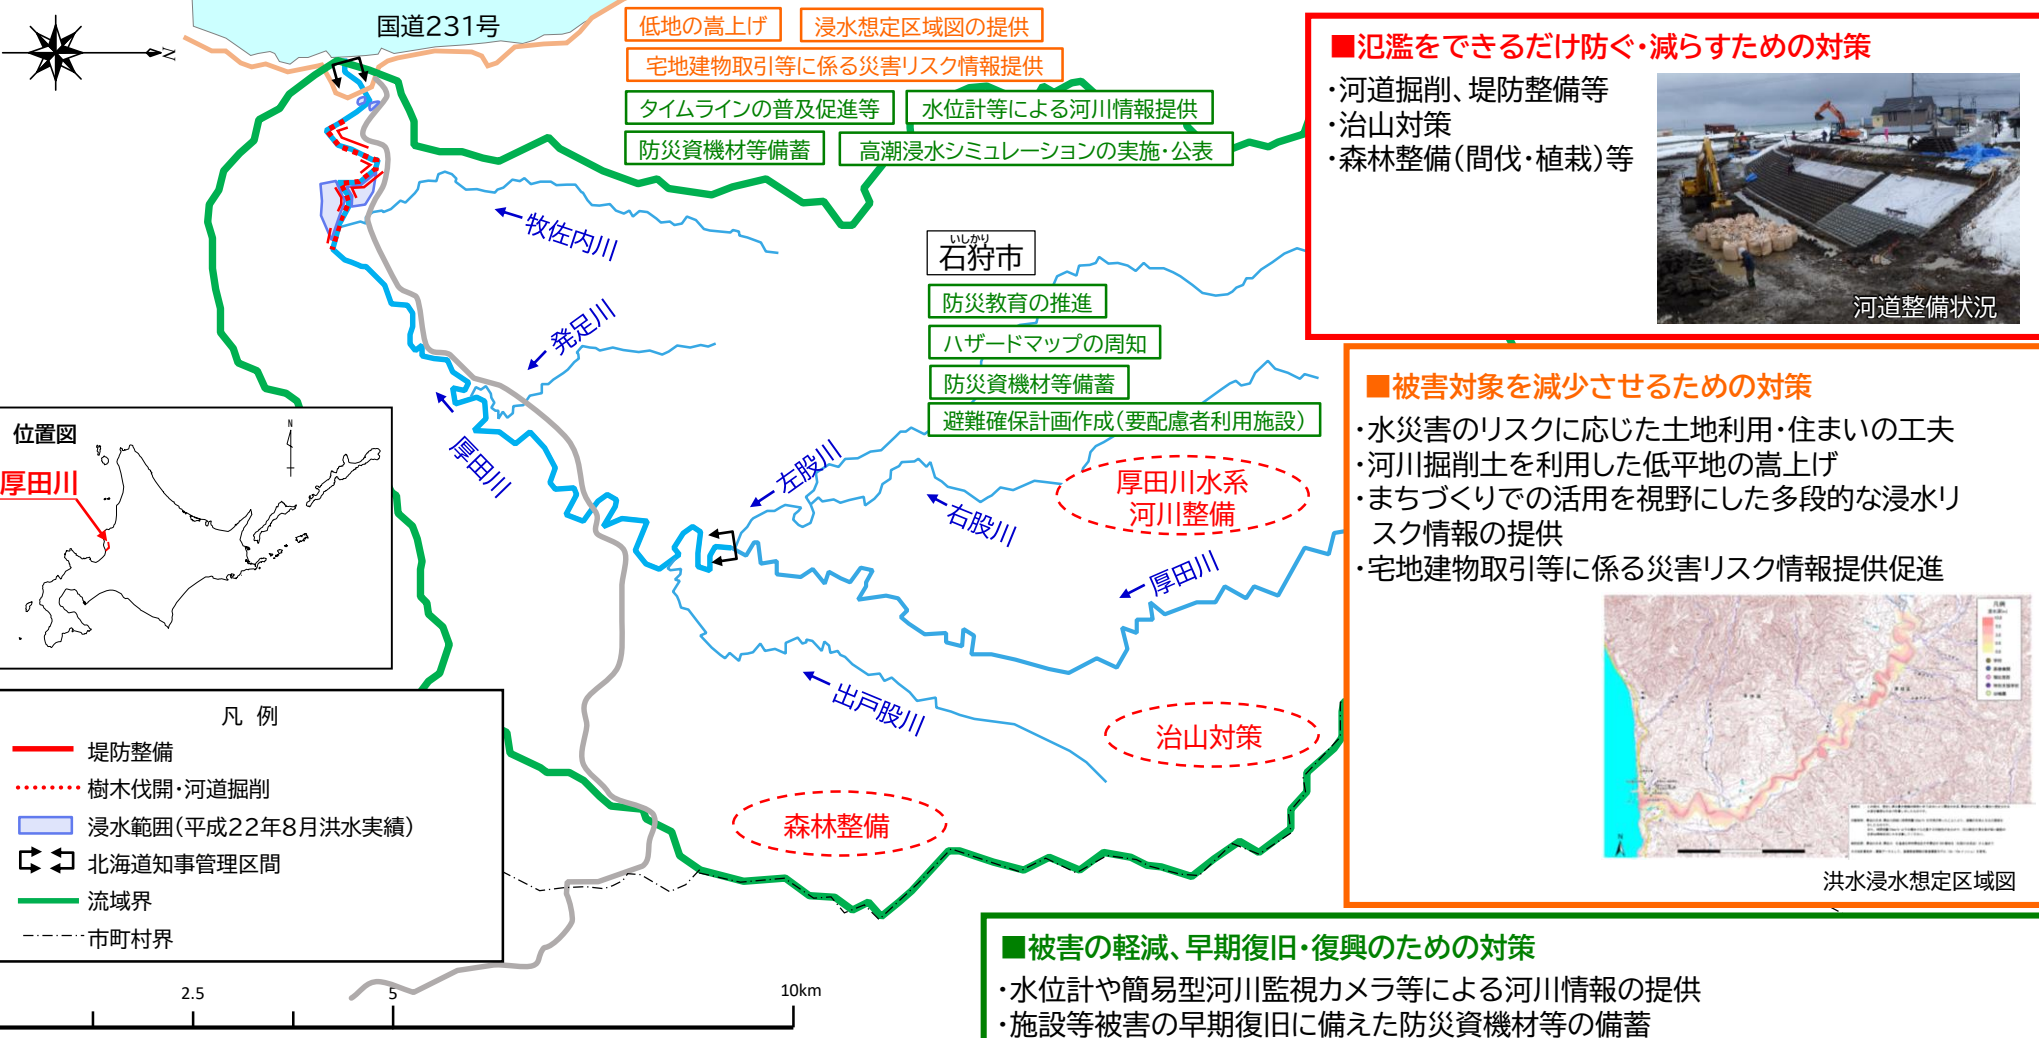 国道231号
N
低地の嵩上げ
浸水想定区域図の提供
宅地建物取引等に係る災害リスク情報提供
タイムラインの普及促進等
水位計等による河川情報提供
防災資機材等備蓄
高潮浸水シミュレーションの実施・公表
牧佐内川
発足川
厚田川
左股川
右股川
厚田川
出戸股川
いしかり
石狩市
防災教育の推進
ハザードマップの周知
防災資機材等備蓄
避難確保計画作成(要配慮者利用施設)
厚田川水系
河川整備
治山対策
森林整備
位置図
N
厚田川
凡 例
堤防整備
樹木伐開・河道掘削
浸水範囲(平成22年8月洪水実績)
北海道知事管理区間
流域界
市町村界
2.5
5
10km
■氾濫をできるだけ防ぐ・減らすための対策
・河道掘削、堤防整備等
・治山対策
・森林整備(間伐・植栽)等
河道整備状況
■被害対象を減少させるための対策
・水災害のリスクに応じた土地利用・住まいの工夫
・河川掘削土を利用した低平地の嵩上げ
・まちづくりでの活用を視野にした多段的な浸水リ
スク情報の提供
・宅地建物取引等に係る災害リスク情報提供促進
凡例
洪水浸水想定区域図
■被害の軽減、早期復旧・復興のための対策
・水位計や簡易型河川監視カメラ等による河川情報の提供
・施設等被害の早期復旧に備えた防災資機材等の備蓄